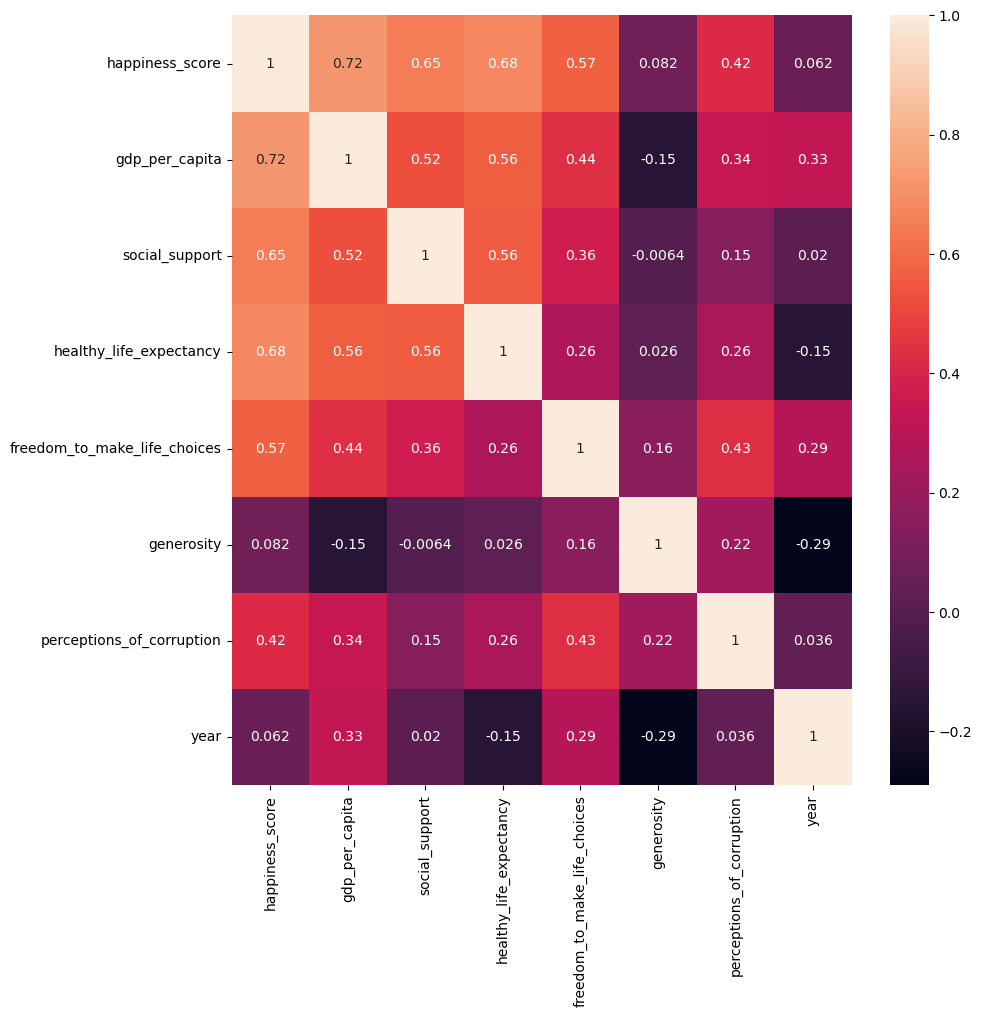 happiness_score 1 0.72 0.65 0.68 0.57 0.082 0.42 0.062
gdp_per_capita 0.72 1 0.52 0.56 0.44 -0.15 0.34 0.33
social_support 0.65 0.52 1 0.56 0.36 -0.0064 0.15 0.02
healthy_life_expectancy 0.68 0.56 0.56 1 0.26 0.026 0.26 -0.15
freedom_to_make_life_choices 0.57 0.44 0.36 0.26 1 0.16 0.43 0.29
generosity 0.082 -0.15 -0.0064 0.026 0.16 1 0.22 -0.29
perceptions_of_corruption 0.42 0.34 0.15 0.26 0.43 0.22 1 0.036
year 0.062 0.33 0.02 -0.15 0.29 -0.29 0.036 1
happiness_score
gdp_per_capita
social_support
healthy_life_expectancy
freedom_to_make_life_choices
generosity
perceptions_of_corruption
year
1.0
0.8
0.6
0.4
0.2
0.0
−0.2